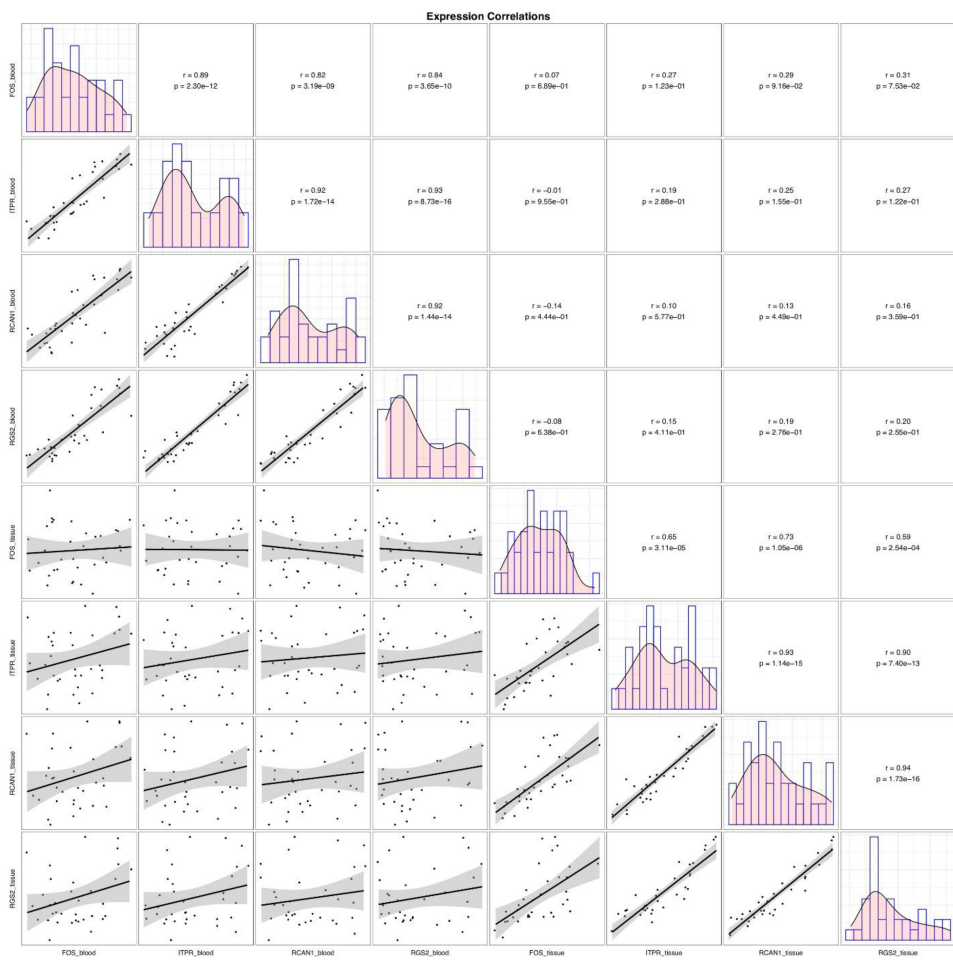 Expression Correlations
FOS_blood
r = 0.89
p = 2.30e−12
r = 0.82
p = 3.19e−09
r = 0.84
p = 3.65e−10
r = 0.07
p = 6.89e−01
r = 0.27
p = 1.23e−01
r = 0.29
p = 9.16e−02
r = 0.31
p = 7.53e−02
ITPR_blood
r = 0.92
p = 1.72e−14
r = 0.93
p = 8.73e−16
r = −0.01
p = 9.55e−01
r = 0.19
p = 2.88e−01
r = 0.25
p = 1.55e−01
r = 0.27
p = 1.22e−01
RCAN1_blood
r = 0.92
p = 1.44e−14
r = −0.14
p = 4.44e−01
r = 0.10
p = 5.77e−01
r = 0.13
p = 4.49e−01
r = 0.16
p = 3.59e−01
RGS2_blood
r = −0.08
p = 6.38e−01
r = 0.15
p = 4.11e−01
r = 0.19
p = 2.76e−01
r = 0.20
p = 2.55e−01
FOS_tissue
r = 0.65
p = 3.11e−05
r = 0.73
p = 1.05e−06
r = 0.59
p = 2.54e−04
ITPR_tissue
r = 0.93
p = 1.14e−15
r = 0.90
p = 7.40e−13
RCAN1_tissue
r = 0.94
p = 1.73e−16
RGS2_tissue
FOS_blood
ITPR_blood
RCAN1_blood
RGS2_blood
FOS_tissue
ITPR_tissue
RCAN1_tissue
RGS2_tissue